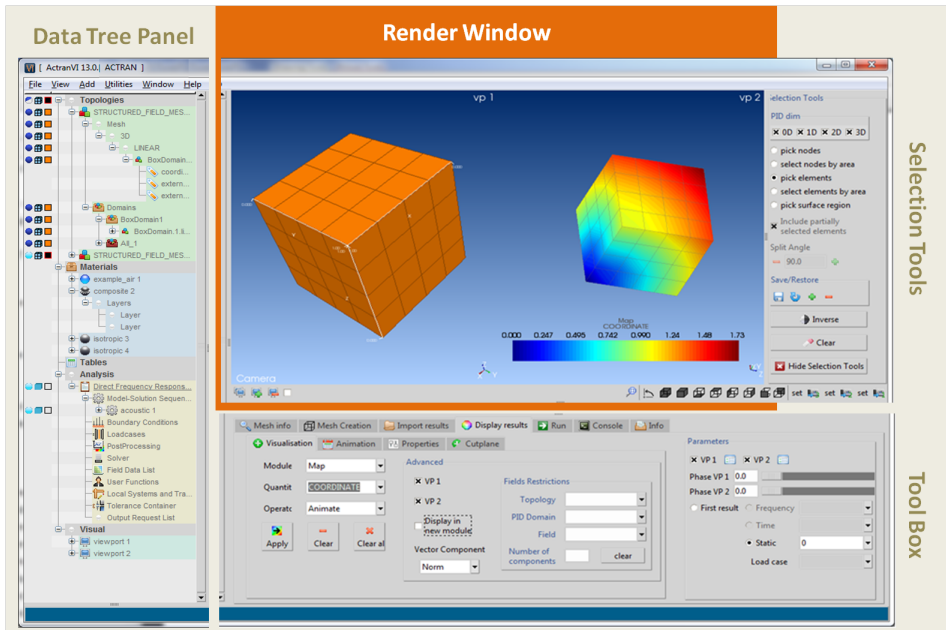 Data Tree Panel
Render Window
[ ActranVI 13.0.| ACTRAN ]
File View Add Utilities Window Help
Topologies
STRUCTURED_FIELD_MES...
Mesh
3D
LINEAR
BoxDomain...
coordi...
extern...
extern...
Domains
BoxDomain1
BoxDomain.1.li...
All_1
STRUCTURED_FIELD_MES...
Materials
example_air 1
composite 2
Layers
Layer
Layer
isotropic 3
isotropic 4
Tables
Analysis
Direct Frequency Respons...
Model-Solution Sequen...
acoustic 1
Boundary Conditions
Loadcases
PostProcessing
Solver
Field Data List
User Functions
Local Systems and Tra...
Tolerance Container
Output Request List
Visual
viewport 1
viewport 2
vp 1
vp 2
Map
COORDINATE
0.000 0.247 0.495 0.742 0.990 1.24 1.48 1.73
Camera
set set set
Selection Tools
PID dim
0D 1D 2D 3D
pick nodes
select nodes by area
pick elements
select elements by area
pick surface region
Include partially
selected elements
Split Angle
90.0
Save/Restore
Inverse
Clear
Hide Selection Tools
Selection Tools
Mesh info Mesh Creation Import results Display results Run Console Info
Visualisation Animation Properties Cutplane
Module Map
Quantit COORDINATE
Operatc Animate
Apply Clear Clear al
Advanced
VP 1
VP 2
Display in
new module
Vector Component
Norm
Fields Restrictions
Topology
PID Domain
Field
Number of
components
clear
Parameters
VP 1 VP 2
Phase VP 1 0.0
Phase VP 2 0.0
First result Frequency
Time
Static 0
Load case
Tool Box